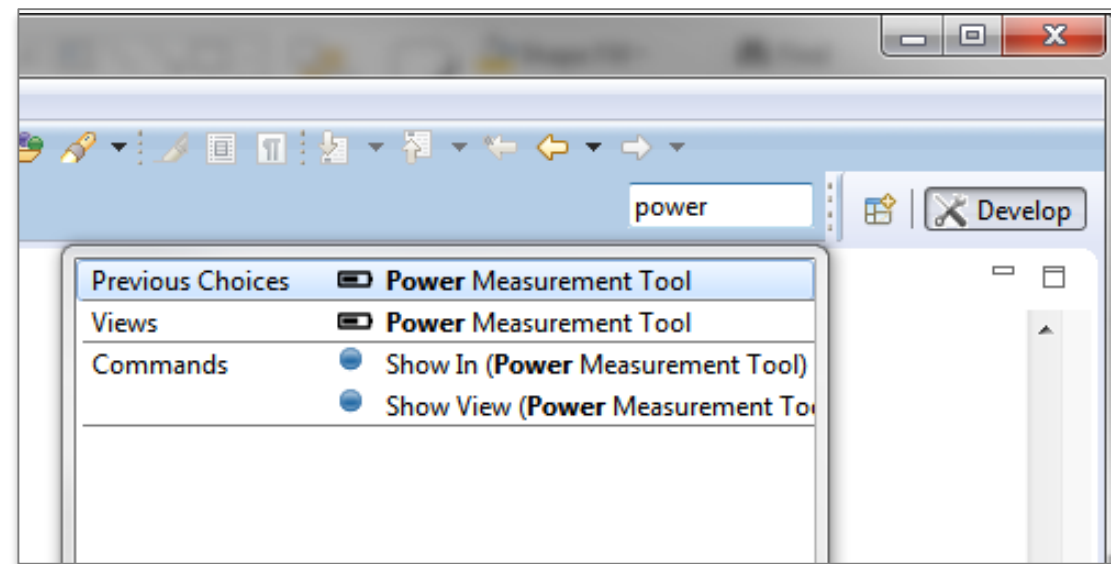 power
Develop
Previous Choices Power Measurement Tool
Views Power Measurement Tool
Commands Show In (Power Measurement Tool)
Show View (Power Measurement